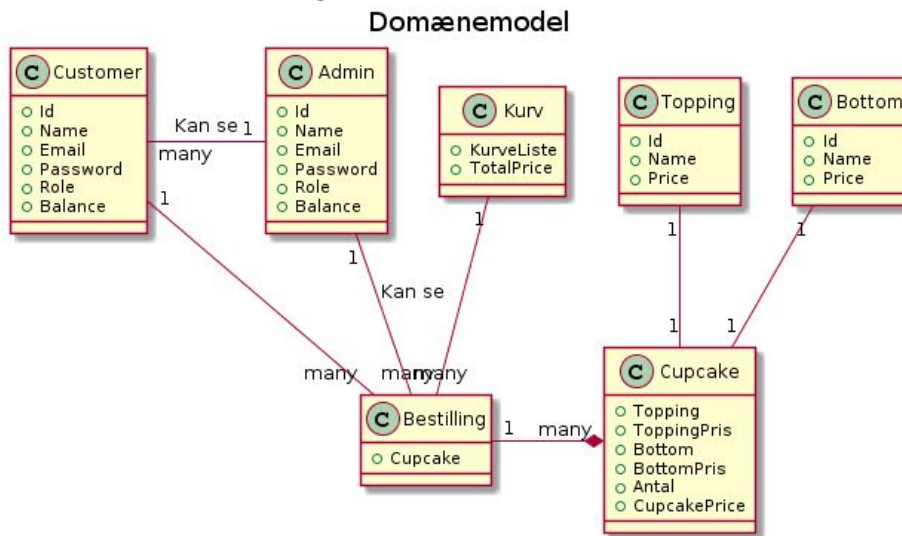 Domænemodel
C Customer
Id
Name
Email
Password
Role
Balance
C Admin
Id
Name
Email
Password
Role
Balance
C Kurv
KurveListe
TotalPrice
C Topping
Id
Name
Price
C Bottom
Id
Name
Price
Kan se 1
many
1
1
Kan se
1
1
1
1
1
many
many
many
C Bestilling
Cupcake
1 many
C Cupcake
Topping
ToppingPris
Bottom
BottomPris
Antal
CupcakePrice